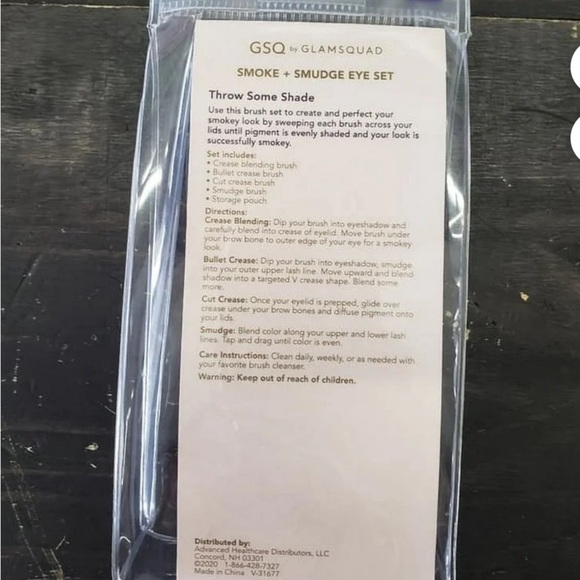 GSQ by GLAMSQUAD
SMOKE + SMUDGE EYE SET
Throw Some Shade
Use this brush set to create and perfect your
smokey look by sweeping each brush across your
lids until pigment is evenly shaded and your look is
successfully smokey.
Set includes:
• Crease blending brush
• Bullet crease brush
• Cut crease brush
• Smudge brush
• Storage pouch
Directions:
Crease Blending: Dip your brush into eyeshadow and
carefully blend into crease of eyelid. Move brush under
your brow bone to outer edge of your eye for a smokey
look.
Bullet Crease: Dip your brush into eyeshadow, smudge
into your outer upper lash line. Move upward and blend
shadow into a targeted V crease shape. Blend some
more.
Cut Crease: Once your eyelid is prepped, glide over
crease under your brow bones and diffuse pigment onto
your lids.
Smudge: Blend color along your upper and lower lash
lines. Tap and drag until color is even.
Care Instructions: Clean daily, weekly, or as needed with
your favorite brush cleanser.
Warning: Keep out of reach of children.
Distributed by:
Advanced Healthcare Distributors, LLC
Concord, NH 03301
©2020 1-866-428-7327
Made in China V-31677